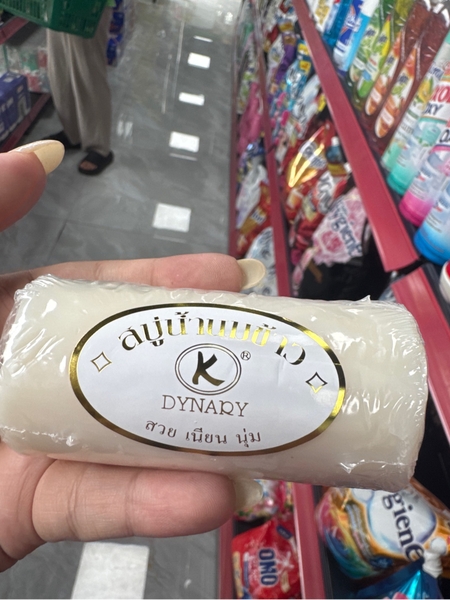 สบู่น้ำนมข้าว
K ®
DYNARY
สวย เนียน นุ่ม
giene
OMO